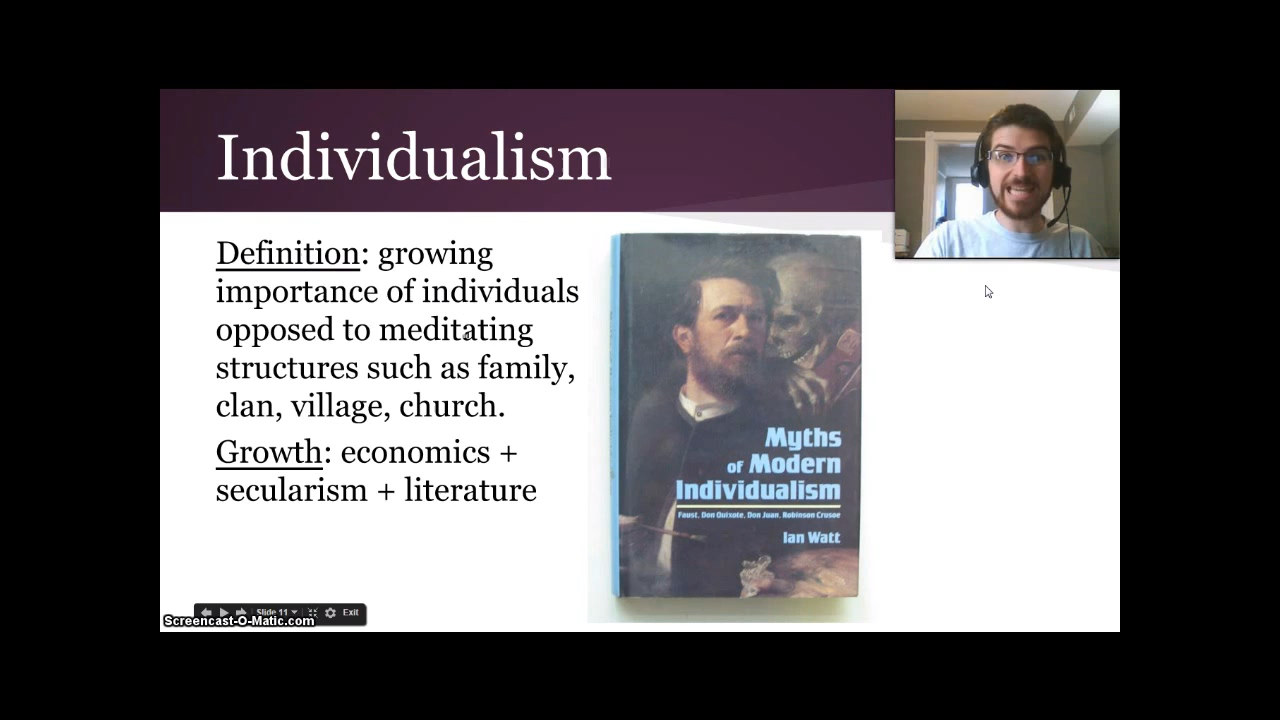 Individualism
Definition: growing
importance of individuals
opposed to meditating
structures such as family,
clan, village, church.
Growth: economics +
secularism + literature
Myths
of Modern
Individualism
Faust, Don Quixote, Don Juan, Robinson Crusoe
Ian Watt
Slide 11
Exit
Screencast-O-Matic.com